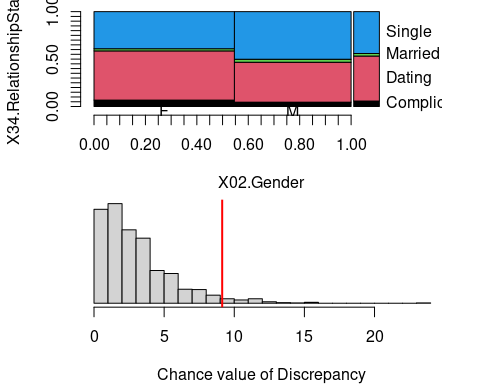 X34.RelationshipSta
1.00
0.50
0.00
Single
Married
Dating
Complic
F M
0.00 0.20 0.40 0.60 0.80 1.00
X02.Gender
0 5 10 15 20
Chance value of Discrepancy